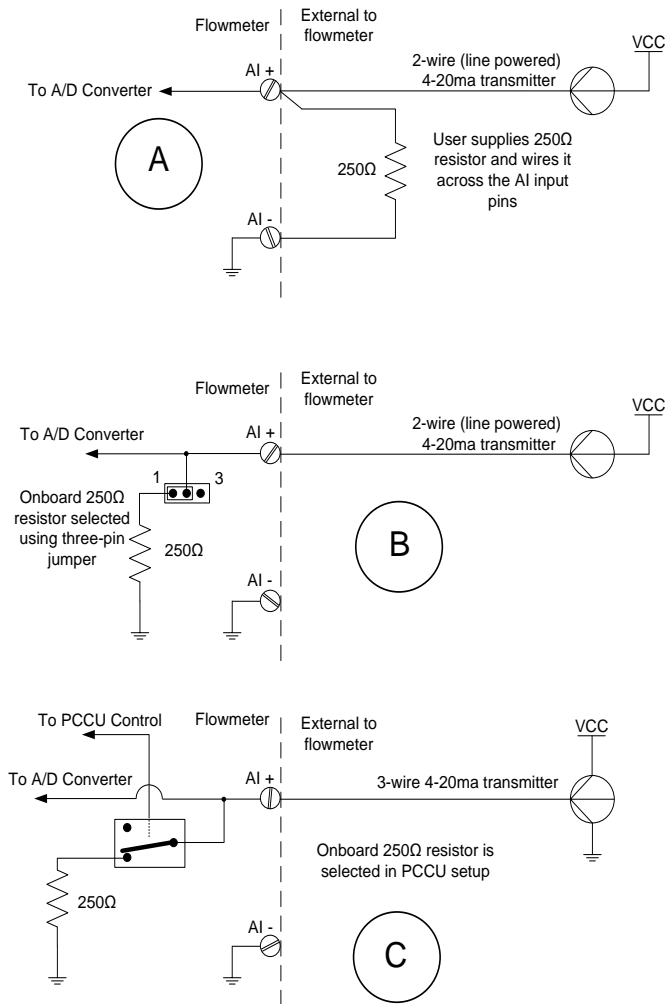 Flowmeter
External to
flowmeter
VCC
AI +
2-wire (line powered)
4-20ma transmitter
To A/D Converter
A
250Ω
User supplies 250Ω
resistor and wires it
across the AI input
pins
AI -
Flowmeter
External to
flowmeter
VCC
To A/D Converter
AI +
2-wire (line powered)
4-20ma transmitter
1
3
Onboard 250Ω
resistor selected
using three-pin
jumper
250Ω
B
AI -
To PCCU Control
Flowmeter
External to
flowmeter
VCC
To A/D Converter
AI +
3-wire 4-20ma transmitter
Onboard 250Ω resistor is
selected in PCCU setup
250Ω
AI -
C